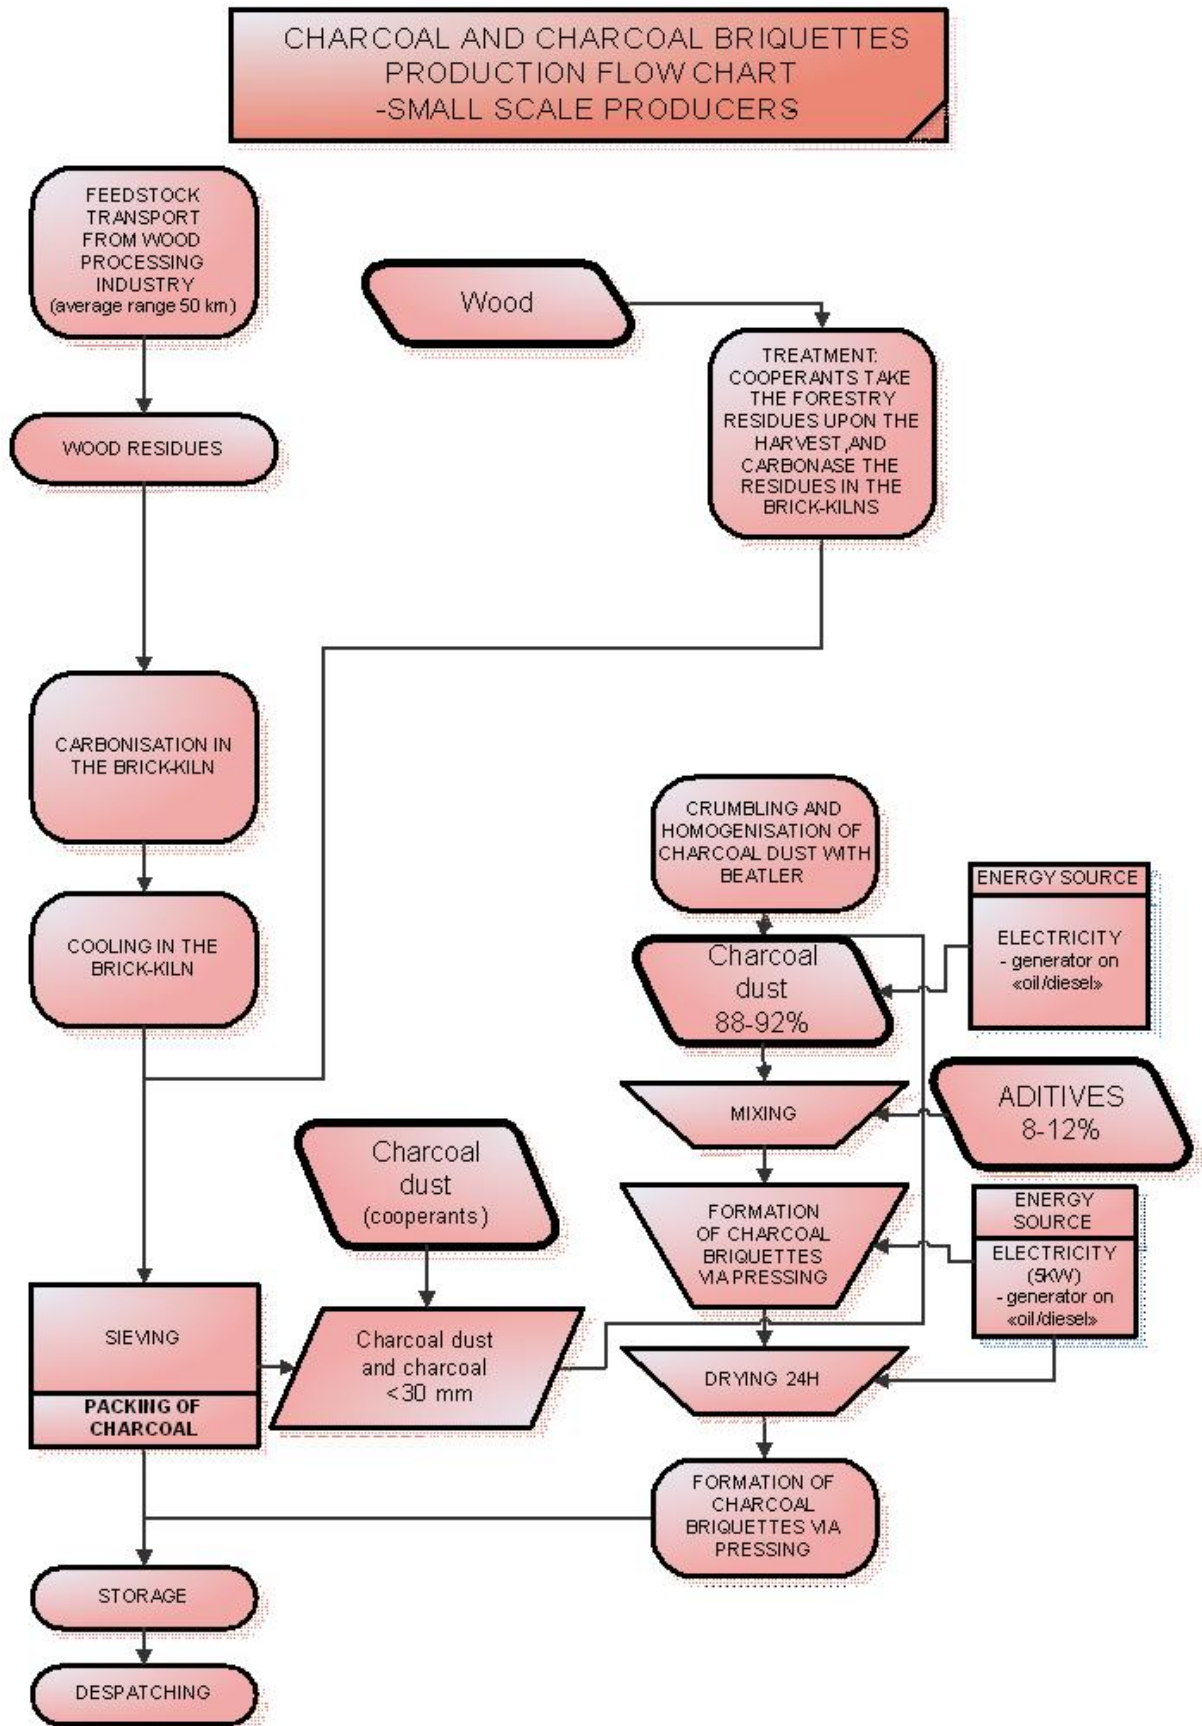 CHARCOAL AND CHARCOAL BRIQUETTES
PRODUCTION FLOW CHART
-SMALL SCALE PRODUCERS
FEEDSTOCK
TRANSPORT
FROM WOOD
PROCESSING
INDUSTRY
(average range 50 km)
Wood
TREATMENT:
COOPERANTS TAKE
THE FORESTRY
RESIDUES UPON THE
HARVEST,AND
CARBONASE THE
RESIDUES IN THE
BRICK-KILNS
WOOD RESIDUES
CARBONISATION IN
THE BRICK-KILN
COOLING IN THE
BRICK-KILN
CRUMBLING AND
HOMOGENISATION OF
CHARCOAL DUST WITH
BEATLER
ENERGY SOURCE
ELECTRICITY
- generator on
«oil/diesel»
Charcoal
dust
88-92%
MIXING
ADITIVES
8-12%
Charcoal
dust
(cooperants)
FORMATION
OF CHARCOAL
BRIQUETTES
VIA PRESSING
ENERGY
SOURCE
ELECTRICITY
(5KW)
- generator on
«oil/diesel»
SIEVING
PACKING OF
CHARCOAL
Charcoal dust
and charcoal
<30 mm
DRYING 24H
FORMATION OF
CHARCOAL
BRIQUETTES VIA
PRESSING
STORAGE
DESPATCHING